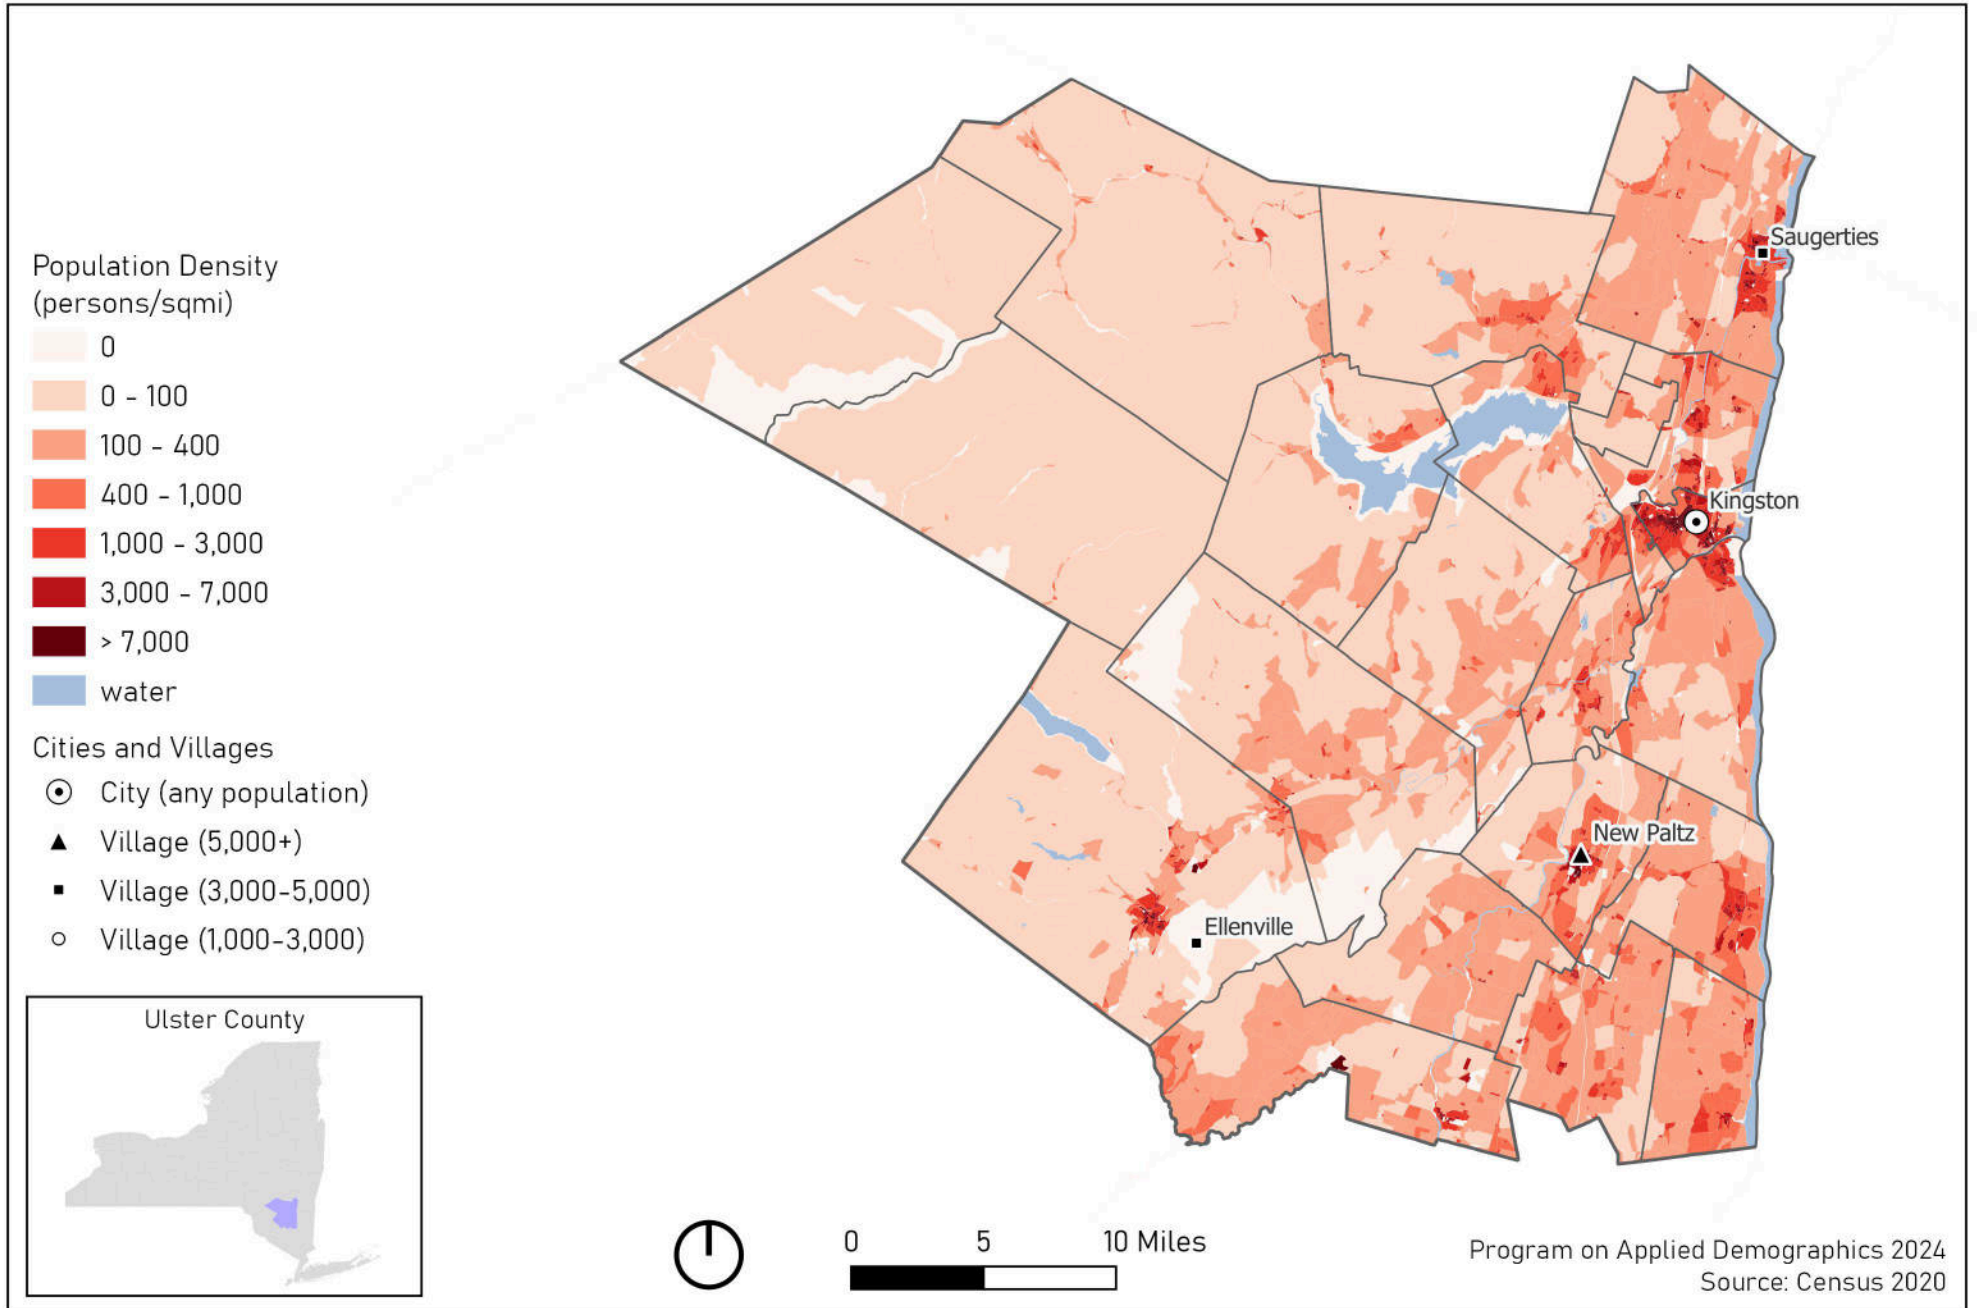 Population Density
(persons/sqmi)
0
0 - 100
100 - 400
400 - 1,000
1,000 - 3,000
3,000 - 7,000
> 7,000
water
Cities and Villages
City (any population)
Village (5,000+)
Village (3,000-5,000)
Village (1,000-3,000)
Ulster County
Saugerties
Kingston
New Paltz
Ellenville
0 5 10 Miles
Program on Applied Demographics 2024
Source: Census 2020